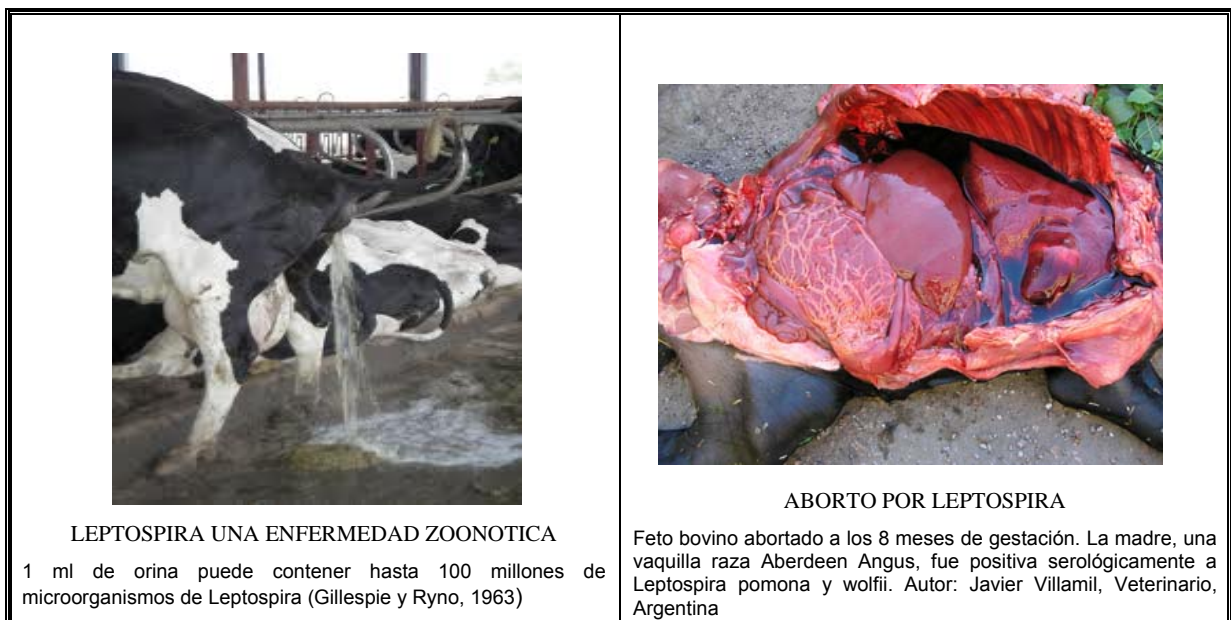 LEPTOSPIRA UNA ENFERMEDAD ZOONOTICA
1 ml de orina puede contener hasta 100 millones de
microorganismos de Leptospira (Gillespie y Ryno, 1963)
ABORTO POR LEPTOSPIRA
Feto bovino abortado a los 8 meses de gestación. La madre, una
vaquilla raza Aberdeen Angus, fue positiva serológicamente a
Leptospira pomona y wolfii. Autor: Javier Villamil, Veterinario,
Argentina